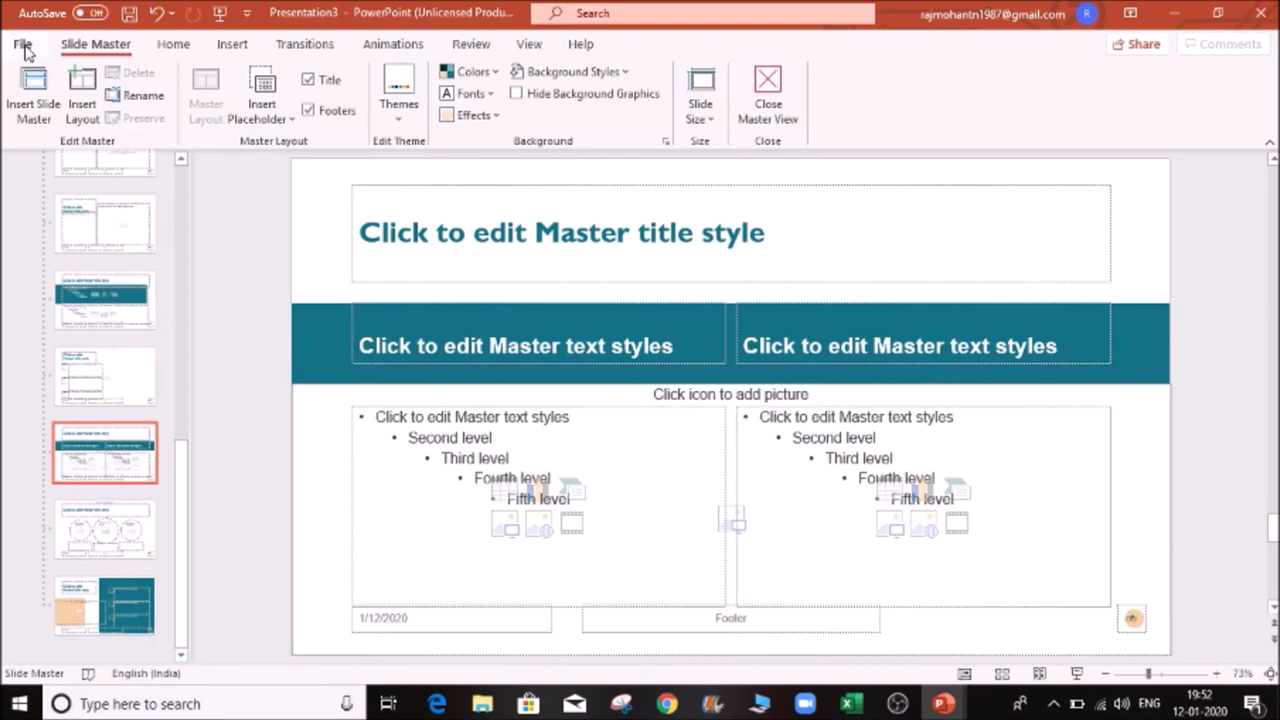 AutoSave Off Presentation3 - PowerPoint (Unlicensed Produ... Search rajmohantn1987@gmail.com R
File Slide Master Home Insert Transitions Animations Review View Help Share Comments
Insert Slide Master
Insert Layout
Delete
Rename
Preserve
Edit Master
Master Layout
Insert Placeholder
Title
Footers
Master Layout
Themes
Edit Theme
Colors
Fonts
Effects
Background Styles
Hide Background Graphics
Background
Slide Size
Size
Close Master View
Close
Click to edit Master title style
Click to edit Master text styles
Click to edit Master text styles
Click icon to add picture
• Click to edit Master text styles
• Second level
• Third level
• Fourth level
Fifth level
• Click to edit Master text styles
• Second level
• Third level
• Fourth level
• Fifth level
1/12/2020
Footer
Slide Master English (India) 73%
Type here to search
ENG
19:52
12-01-2020